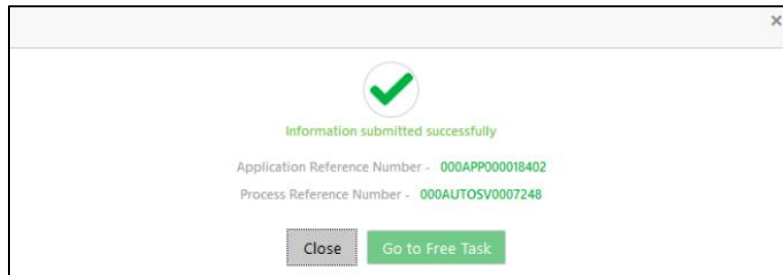 ×
Information submitted successfully
Application Reference Number - 000APP000018402
Process Reference Number - 000AUTOSV0007248
Close Go to Free Task